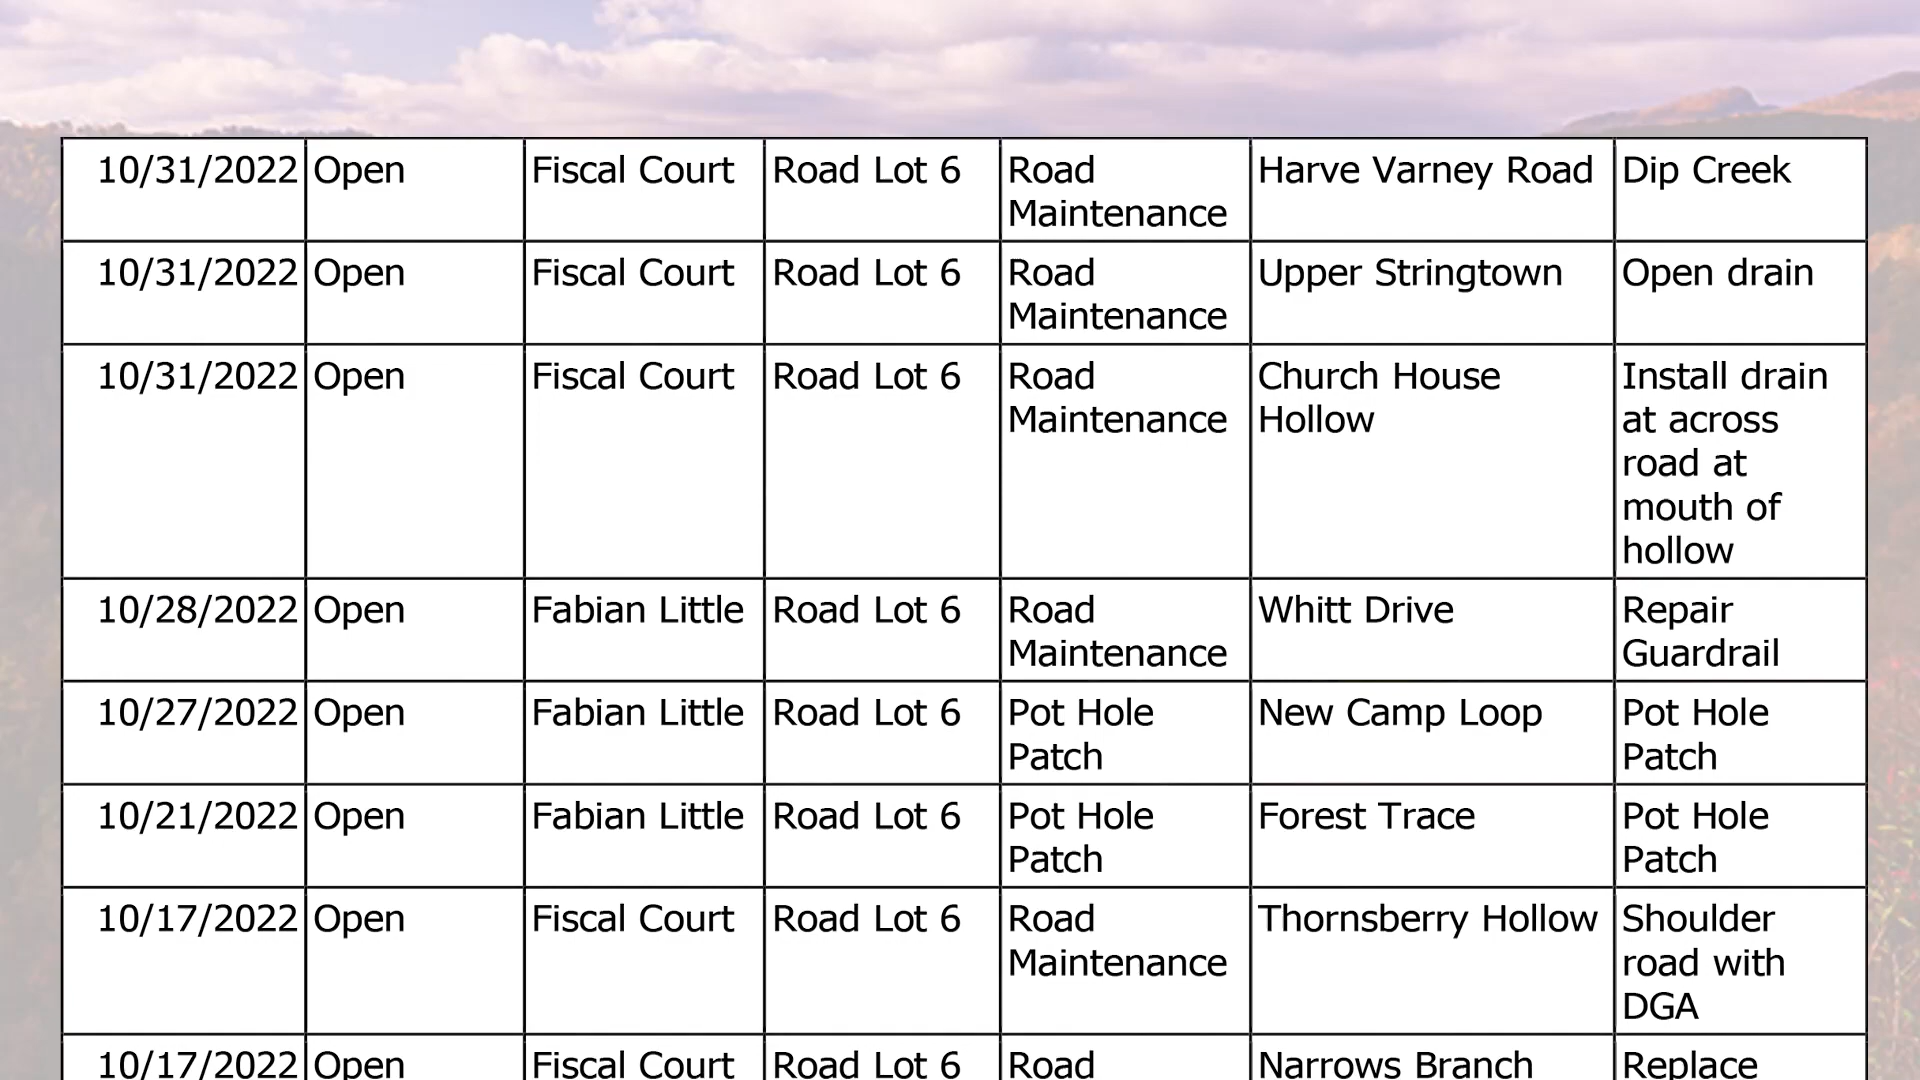 10/31/2022 Open Fiscal Court Road Lot 6 Road Harve Varney Road Dip Creek
Maintenance
10/31/2022 Open Fiscal Court Road Lot 6 Road Upper Stringtown Open drain
Maintenance
10/31/2022 Open Fiscal Court Road Lot 6 Road Church House Install drain
Maintenance Hollow at across
road at
mouth of
hollow
10/28/2022 Open Fabian Little Road Lot 6 Road Whitt Drive Repair
Maintenance Guardrail
10/27/2022 Open Fabian Little Road Lot 6 Pot Hole New Camp Loop Pot Hole
Patch Patch
10/21/2022 Open Fabian Little Road Lot 6 Pot Hole Forest Trace Pot Hole
Patch Patch
10/17/2022 Open Fiscal Court Road Lot 6 Road Thornsberry Hollow Shoulder
Maintenance road with
DGA
10/17/2022 Open Fiscal Court Road Lot 6 Road Narrows Branch Replace